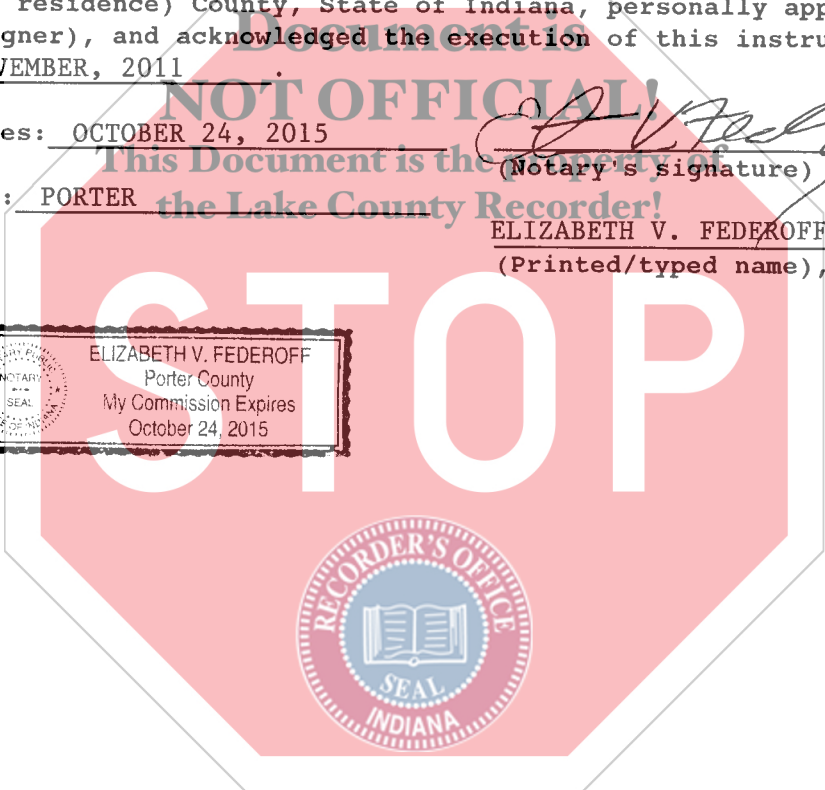 residence) County, State of Indiana, personally app
gner), and acknowledged the execution of this instru
VEMBER, 2011 .
Document is
NOT OFFICIAL!
This Document is the property of
the Lake County Recorder!
es: OCTOBER 24, 2015
(Notary's signature)
: PORTER
ELIZABETH V. FEDEROFF
(Printed/typed name),
STOP
NOTARY
SEAL
ELIZABETH V. FEDEROFF
Porter County
My Commission Expires
October 24, 2015
RECORDER'S OFFICE
SEAL
INDIANA